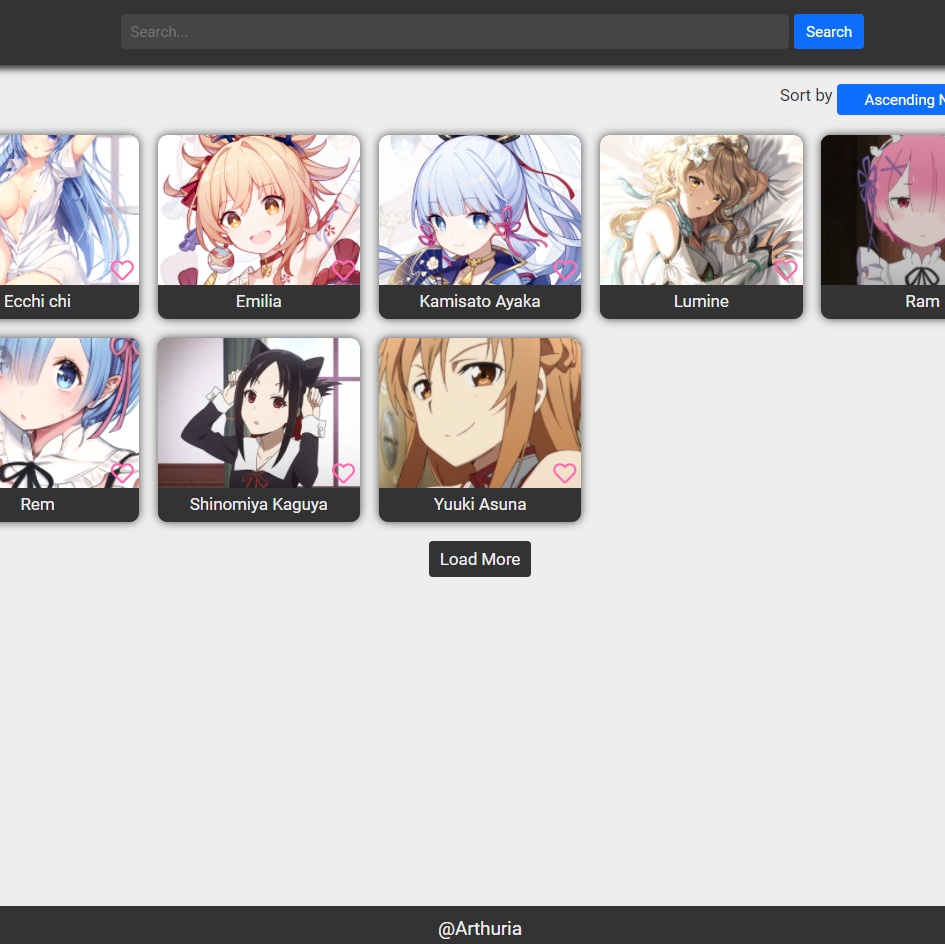 Search...
Search
Sort by
Ascending N
Ecchi chi
Emilia
Kamisato Ayaka
Lumine
Ram
Rem
Shinomiya Kaguya
Yuuki Asuna
Load More
@Arthuria